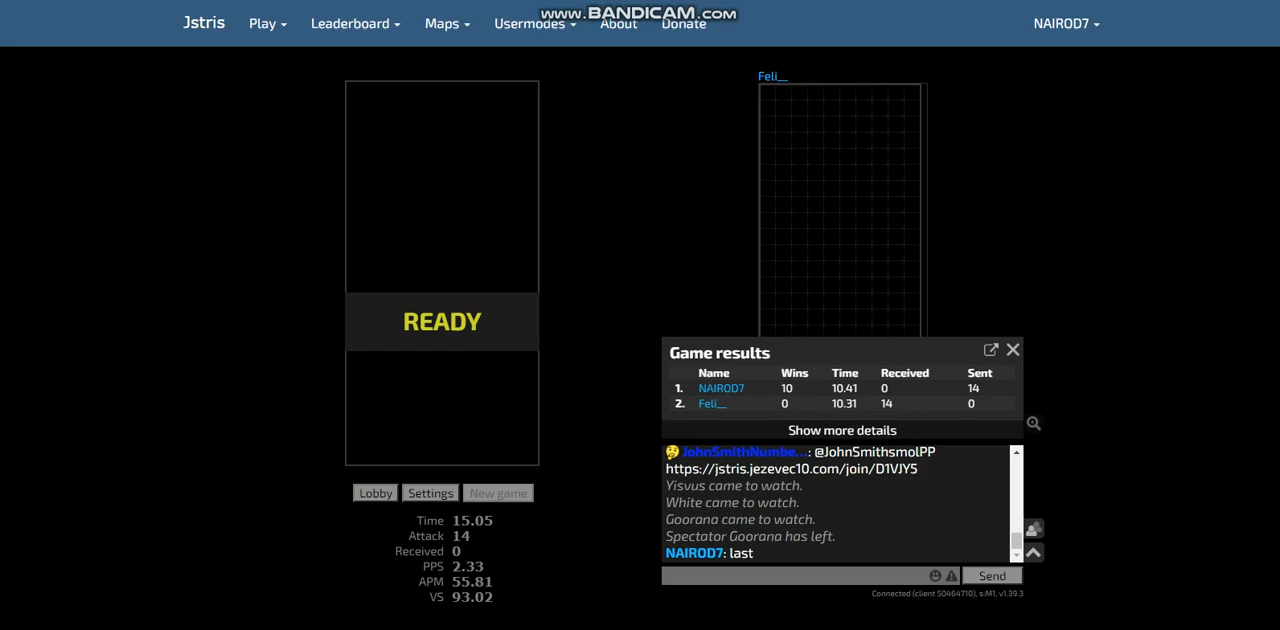 www.BANDICAM.com
Jstris Play Leaderboard Maps Usermodes About Donate NAIROD7
Feli__
READY
Game results
Name Wins Time Received Sent
1. NAIROD7 10 10.41 0 14
2. Feli__ 0 10.31 14 0
Show more details
JohnSmithNumbe...: @JohnSmithsmolPP
https://jstris.jezevec10.com/join/D1VJY5
Yisvus came to watch.
White came to watch.
Goorana came to watch.
Spectator Goorana has left.
NAIROD7: last
Send
Connected (client 50464710), s:M1, v1.39.3
Lobby Settings New game
Time 15.05
Attack 14
Received 0
PPS 2.33
APM 55.81
VS 93.02